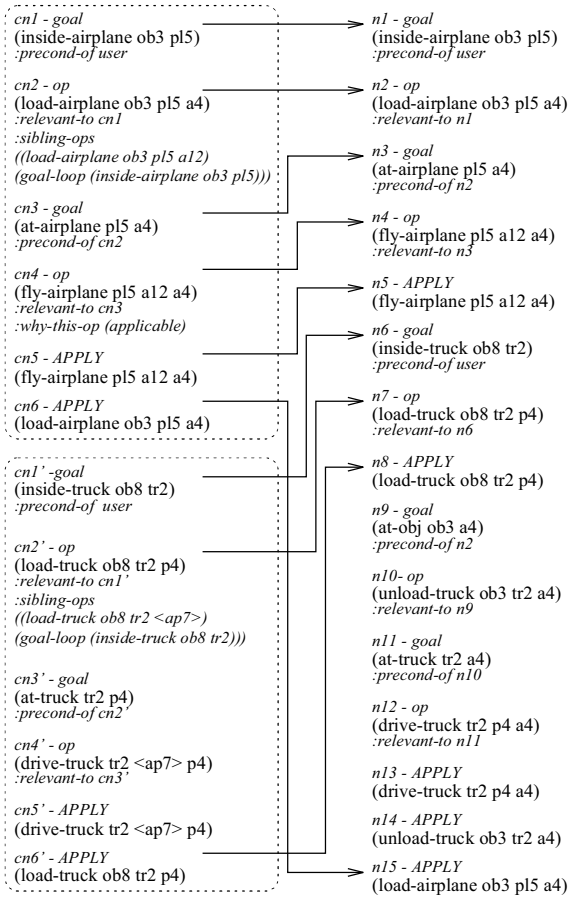 cn1 - goal
(inside-airplane ob3 pl5)
:precond-of user
cn2 - op
(load-airplane ob3 pl5 a4)
:relevant-to cn1
:sibling-ops
((load-airplane ob3 pl5 a12)
(goal-loop (inside-airplane ob3 pl5)))
cn3 - goal
(at-airplane pl5 a4)
:precond-of cn2
cn4 - op
(fly-airplane pl5 a12 a4)
:relevant-to cn3
:why-this-op (applicable)
cn5 - APPLY
(fly-airplane pl5 a12 a4)
cn6 - APPLY
(load-airplane ob3 pl5 a4)
cn1’ -goal
(inside-truck ob8 tr2)
:precond-of user
cn2’ - op
(load-truck ob8 tr2 p4)
:relevant-to cn1’
:sibling-ops
((load-truck ob8 tr2 <ap7>)
(goal-loop (inside-truck ob8 tr2)))
cn3’ - goal
(at-truck tr2 p4)
:precond-of cn2’
cn4’ - op
(drive-truck tr2 <ap7> p4)
:relevant-to cn3’
cn5’ - APPLY
(drive-truck tr2 <ap7> p4)
cn6’ - APPLY
(load-truck ob8 tr2 p4)
n1 - goal
(inside-airplane ob3 pl5)
:precond-of user
n2 - op
(load-airplane ob3 pl5 a4)
:relevant-to n1
n3 - goal
(at-airplane pl5 a4)
:precond-of n2
n4 - op
(fly-airplane pl5 a12 a4)
:relevant-to n3
n5 - APPLY
(fly-airplane pl5 a12 a4)
n6 - goal
(inside-truck ob8 tr2)
:precond-of user
n7 - op
(load-truck ob8 tr2 p4)
:relevant-to n6
n8 - APPLY
(load-truck ob8 tr2 p4)
n9 - goal
(at-obj ob3 a4)
:precond-of n2
n10- op
(unload-truck ob3 tr2 a4)
:relevant-to n9
n11 - goal
(at-truck tr2 a4)
:precond-of n10
n12 - op
(drive-truck tr2 p4 a4)
:relevant-to n11
n13 - APPLY
(drive-truck tr2 p4 a4)
n14 - APPLY
(unload-truck ob3 tr2 a4)
n15 - APPLY
(load-airplane ob3 pl5 a4)